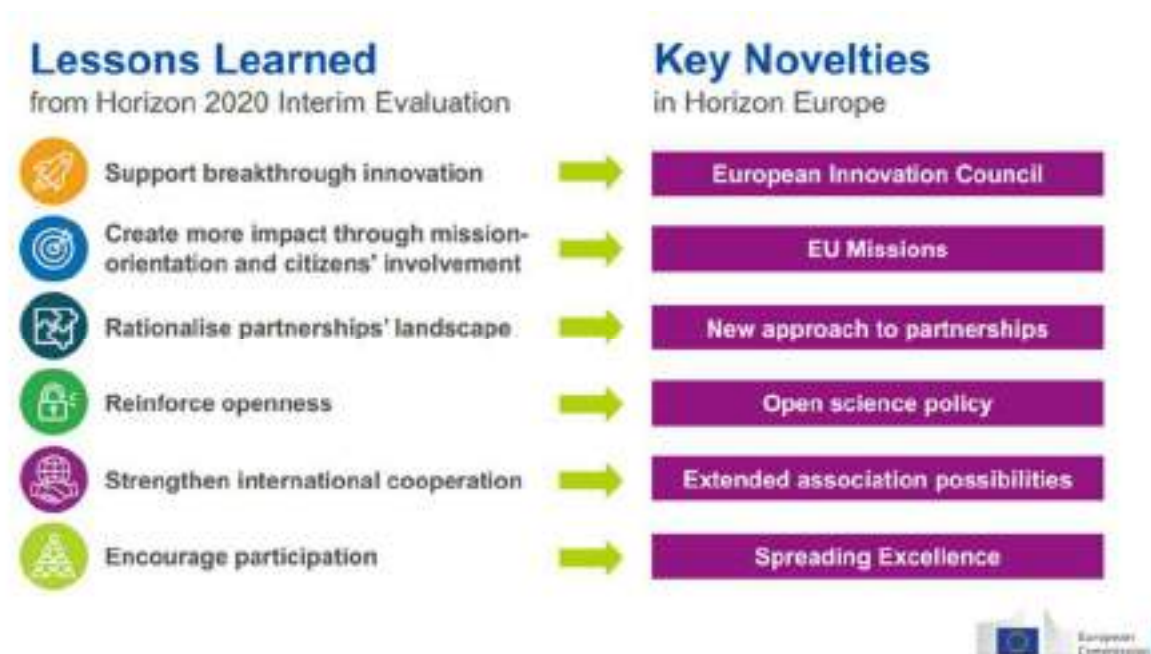 Lessons Learned
from Horizon 2020 Interim Evaluation
Key Novelties
in Horizon Europe
Support breakthrough innovation
European Innovation Council
Create more impact through mission-
orientation and citizens' involvement
EU Missions
Rationalise partnerships' landscape
New approach to partnerships
Reinforce openness
Open science policy
Strengthen international cooperation
Extended association possibilities
Encourage participation
Spreading Excellence
European
Commission